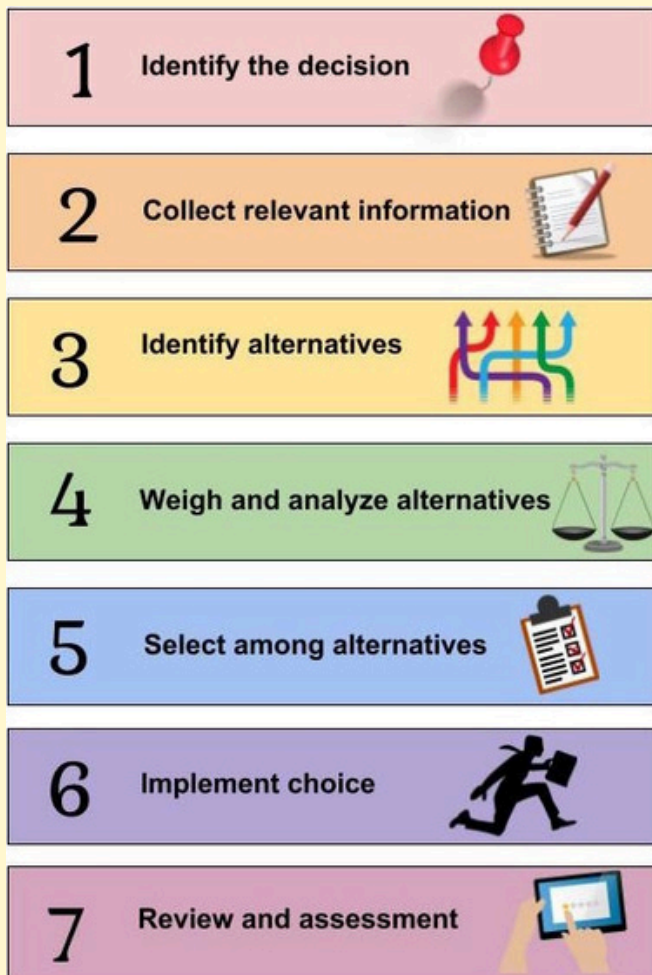 1 Identify the decision
2 Collect relevant information
3 Identify alternatives
4 Weigh and analyze alternatives
5 Select among alternatives
6 Implement choice
7 Review and assessment